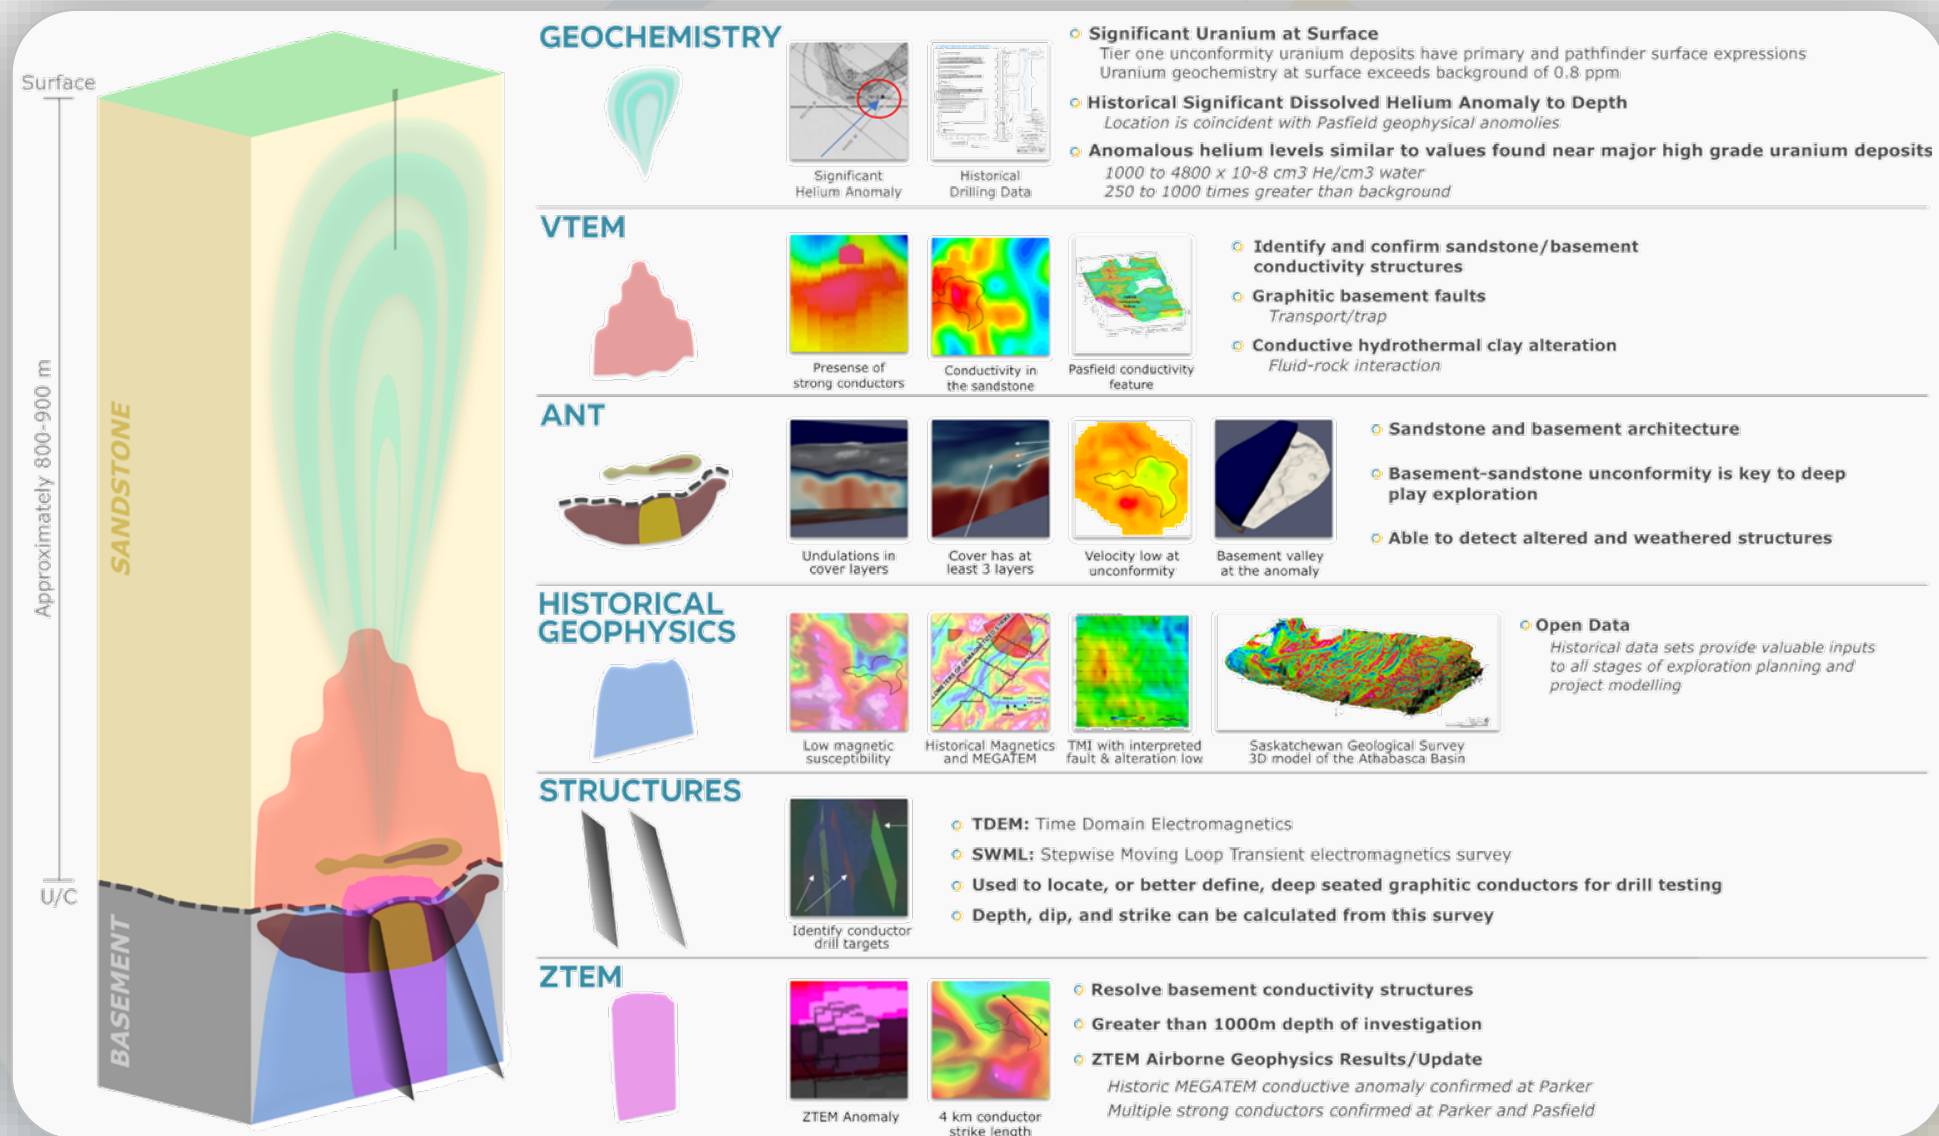 Surface
Approximately 800-900 m
U/C
SANDSTONE
BASEMENT
GEOCHEMISTRY
Significant
Helium Anomaly
Historical
Drilling Data
Significant Uranium at Surface
Tier one unconformity uranium deposits have primary and pathfinder surface expressions
Uranium geochemistry at surface exceeds background of 0.8 ppm
Historical Significant Dissolved Helium Anomaly to Depth
Location is coincident with Pasfield geophysical anomolies
Anomalous helium levels similar to values found near major high grade uranium deposits
1000 to 4800 x 10-8 cm3 He/cm3 water
250 to 1000 times greater than background
VTEM
Presense of
strong conductors
Conductivity in
the sandstone
Pasfield conductivity
feature
Identify and confirm sandstone/basement
conductivity structures
Graphitic basement faults
Transport/trap
Conductive hydrothermal clay alteration
Fluid-rock interaction
ANT
Undulations in
cover layers
Cover has at
least 3 layers
Velocity low at
unconformity
Basement valley
at the anomaly
Sandstone and basement architecture
Basement-sandstone unconformity is key to deep
play exploration
Able to detect altered and weathered structures
HISTORICAL
GEOPHYSICS
Low magnetic
susceptibility
Historical Magnetics
and MEGATEM
TMI with interpreted
fault & alteration low
Saskatchewan Geological Survey
3D model of the Athabasca Basin
Open Data
Historical data sets provide valuable inputs
to all stages of exploration planning and
project modelling
STRUCTURES
Identify conductor
drill targets
TDEM: Time Domain Electromagnetics
SWML: Stepwise Moving Loop Transient electromagnetics survey
Used to locate, or better define, deep seated graphitic conductors for drill testing
Depth, dip, and strike can be calculated from this survey
ZTEM
ZTEM Anomaly
4 km conductor
strike length
Resolve basement conductivity structures
Greater than 1000m depth of investigation
ZTEM Airborne Geophysics Results/Update
Historic MEGATEM conductive anomaly confirmed at Parker
Multiple strong conductors confirmed at Parker and Pasfield